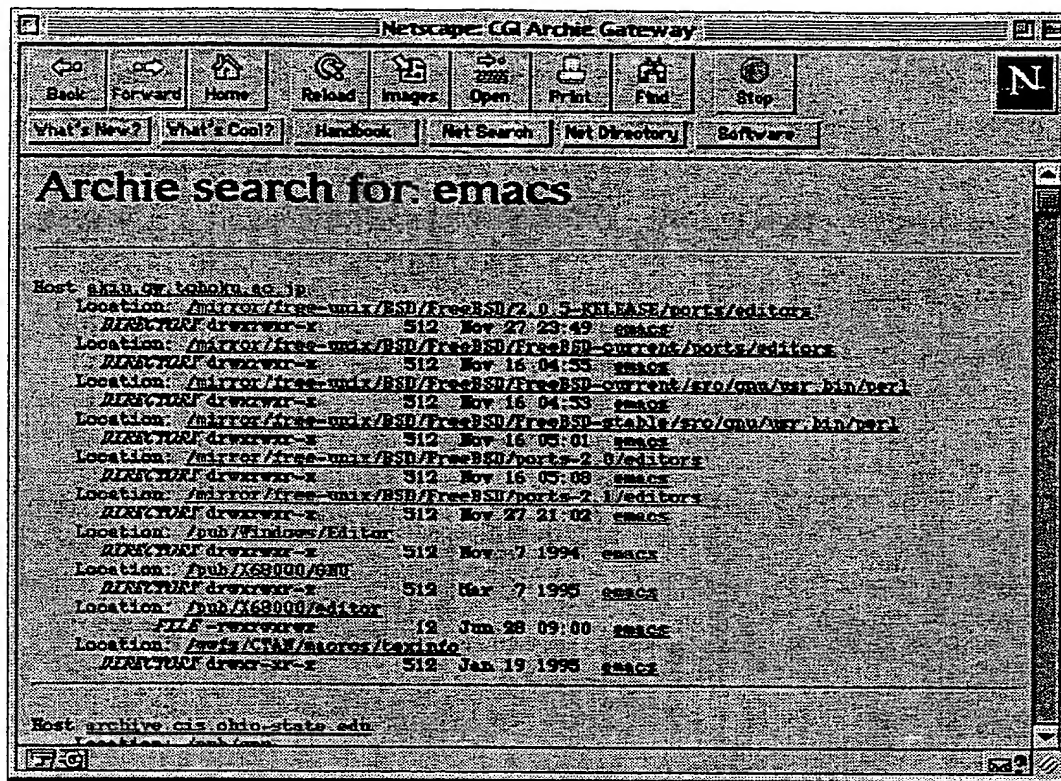 Netscape: CGI Archie Gateway
Back Forward Home Reload Images Open Print Find Stop
N
What's New? What's Cool? Handbook Net Search Net Directory Software
Archie search for: emacs
Host akiu.gw.tohoku.ac.jp
Location: /mirror/free-unix/BSD/FreeBSD/2.0.5-RELEASE/ports/editors
DIRECTORY drwxrwxr-x 512 Nov 27 23:49 emacs
Location: /mirror/free-unix/BSD/FreeBSD/FreeBSD-current/ports/editors
DIRECTORY drwxrwxr-x 512 Nov 16 04:55 emacs
Location: /mirror/free-unix/BSD/FreeBSD/FreeBSD-current/src/gnu/usr.bin/perl
DIRECTORY drwxrwxr-x 512 Nov 16 04:53 emacs
Location: /mirror/free-unix/BSD/FreeBSD/FreeBSD-stable/src/gnu/usr.bin/perl
DIRECTORY drwxrwxr-x 512 Nov 16 05:01 emacs
Location: /mirror/free-unix/BSD/FreeBSD/ports-2.0/editors
DIRECTORY drwxrwxr-x 512 Nov 16 05:08 emacs
Location: /mirror/free-unix/BSD/FreeBSD/ports-2.1/editors
DIRECTORY drwxrwxr-x 512 Nov 27 21:02 emacs
Location: /pub/Windows/Editor
DIRECTORY drwxrwxr-x 512 Nov 7 1994 emacs
Location: /pub/X68000/GNU
DIRECTORY drwxrwxr-x 512 Mar 7 1995 emacs
Location: /pub/X68000/editor
FILE -rwxrwxrwx 12 Jun 28 09:00 emacs
Location: CTAN/macros/texinfo
DIRECTORY drwxr-xr-x 512 Jan 19 1995 emacs
Host archive.cis.ohio-state.edu
Location: /pub/gnu